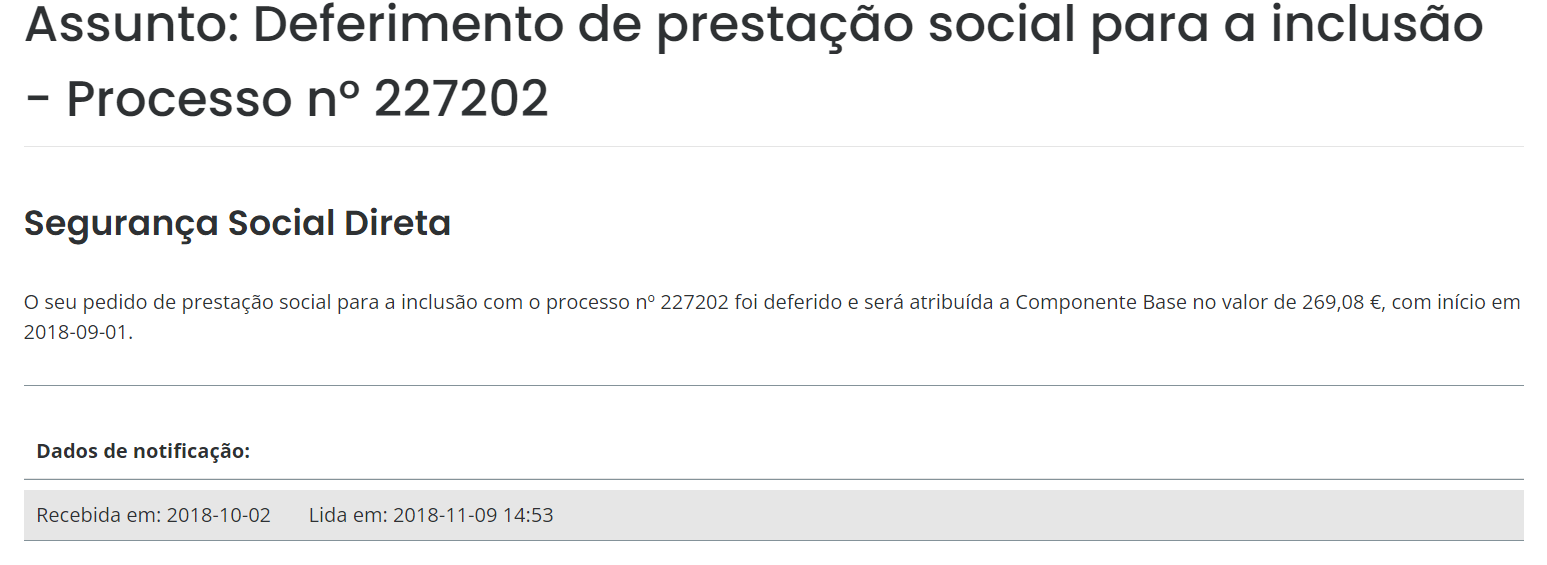 Assunto: Deferimento de prestação social para a inclusão
- Processo nº 227202
Segurança Social Direta
O seu pedido de prestação social para a inclusão com o processo nº 227202 foi deferido e será atribuída a Componente Base no valor de 269,08 €, com início em
2018-09-01.
Dados de notificação:
Recebida em: 2018-10-02 Lida em: 2018-11-09 14:53